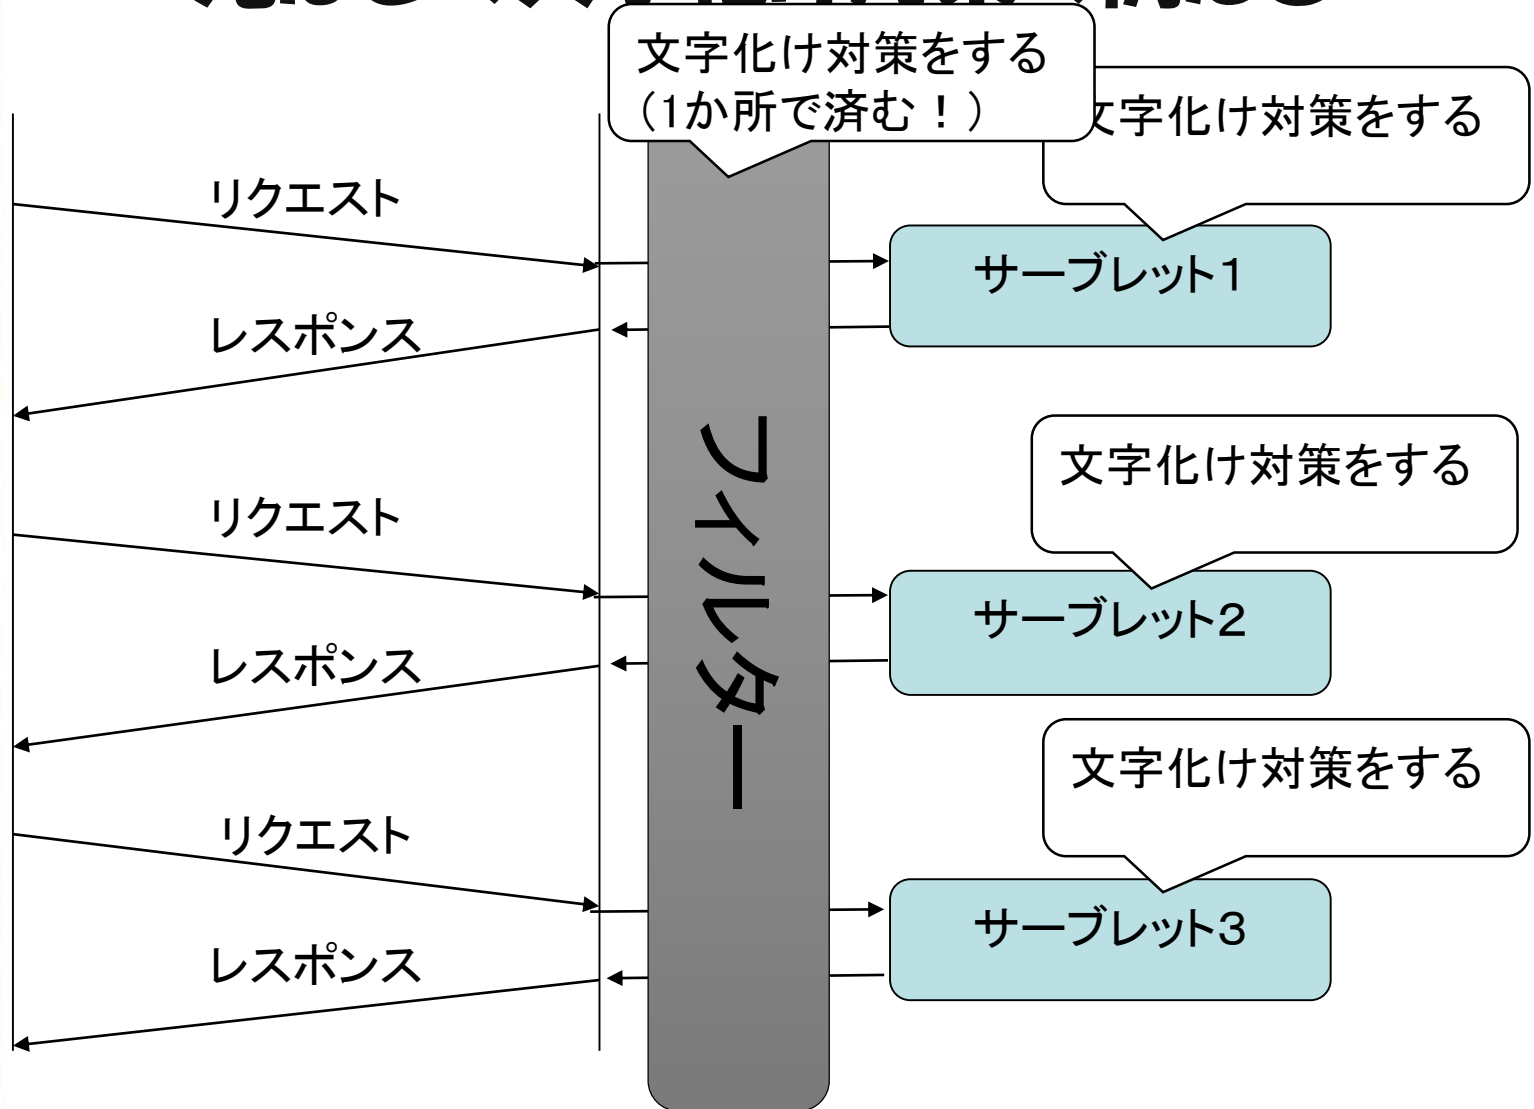 文字化け対策をする
(1か所で済む！)
文字化け対策をする
リクエスト
サーブレット1
レスポンス
フィルター
文字化け対策をする
リクエスト
サーブレット2
レスポンス
文字化け対策をする
リクエスト
サーブレット3
レスポンス